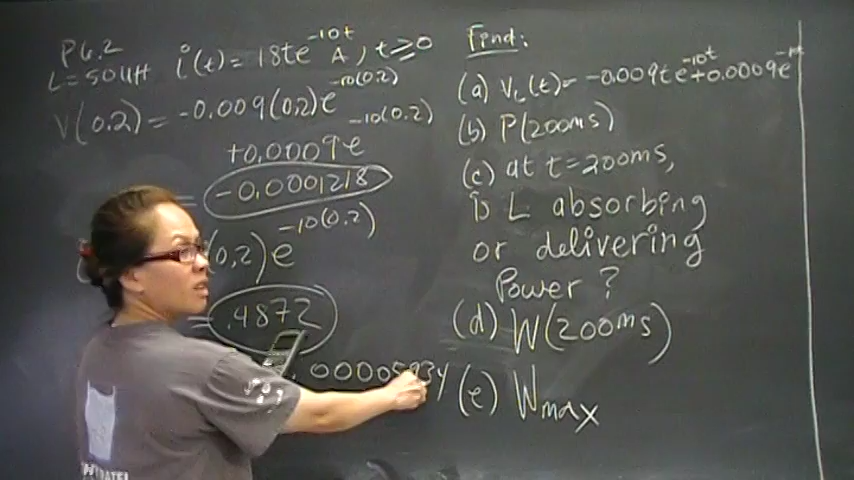 P6.2
L = 50uH i(t) = 18te^-10t A, t ≥ 0
V(0.2) = -0.009(0.2)e^-10(0.2)
+0.0009e^-10(0.2)
= -0.0001218
(0.2)e^-10(0.2)
= .4872
.0000593
Find:
(a) VL(t) = -0.009te^-10t+0.0009e^-10t
(b) P(200ms)
(c) at t=200ms,
is L absorbing
or delivering
Power?
(d) W(200ms)
(e) Wmax